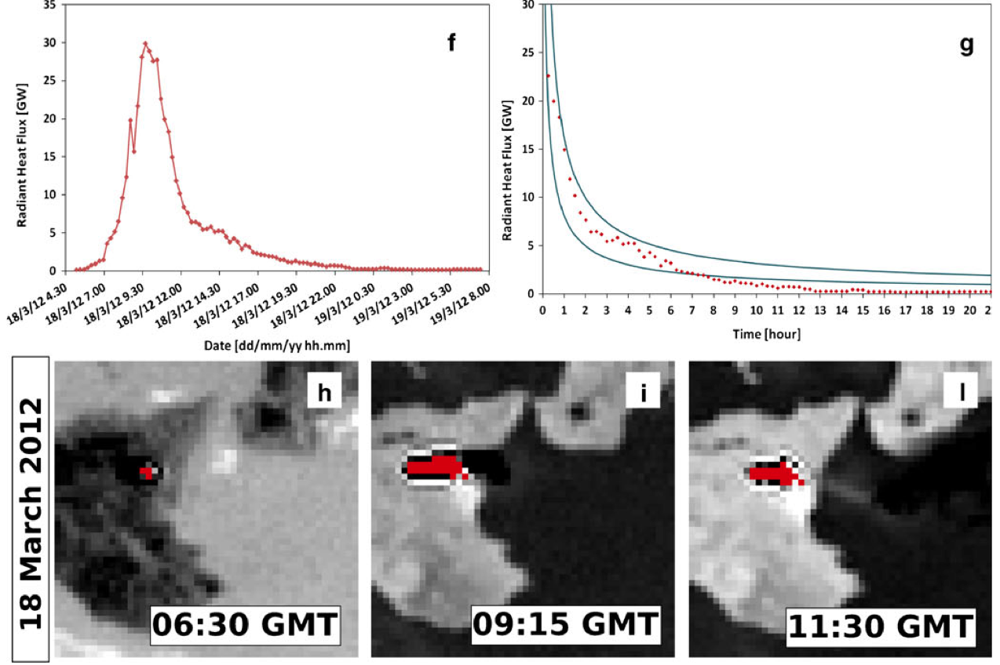 f
Radiant Heat Flux [GW]
35
30
25
20
15
10
5
0
18/3/12 4.30
18/3/12 7.00
18/3/12 9.30
18/3/12 12.00
18/3/12 14.30
18/3/12 17.00
18/3/12 19.30
18/3/12 22.00
19/3/12 0.30
19/3/12 3.00
19/3/12 5.30
19/3/12 8.00
Date [dd/mm/yy hh.mm]
g
Radiant Heat Flux [GW]
30
25
20
15
10
5
0
0 1 2 3 4 5 6 7 8 9 10 11 12 13 14 15 16 17 18 19 20 2
Time [hour]
18 March 2012
h
06:30 GMT
i
09:15 GMT
l
11:30 GMT